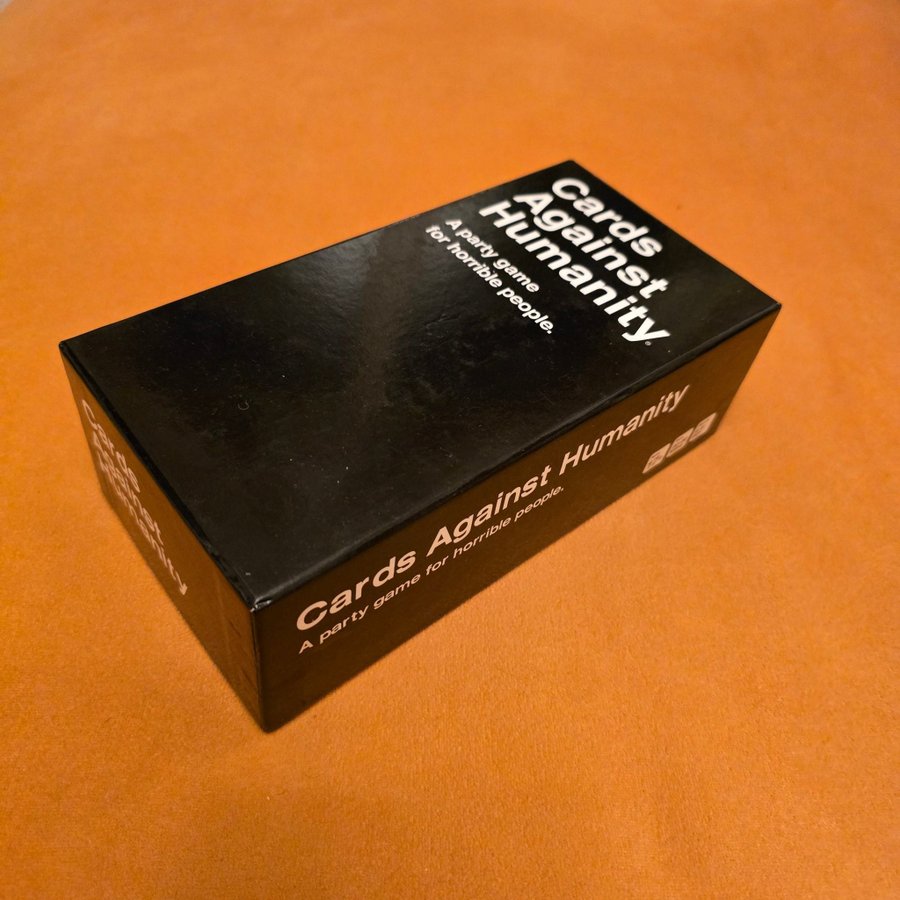 Cards
Against
Humanity®
A party game
for horrible people.
Cards Against Humanity
A party game for horrible people.
Cards
Against
Humanity